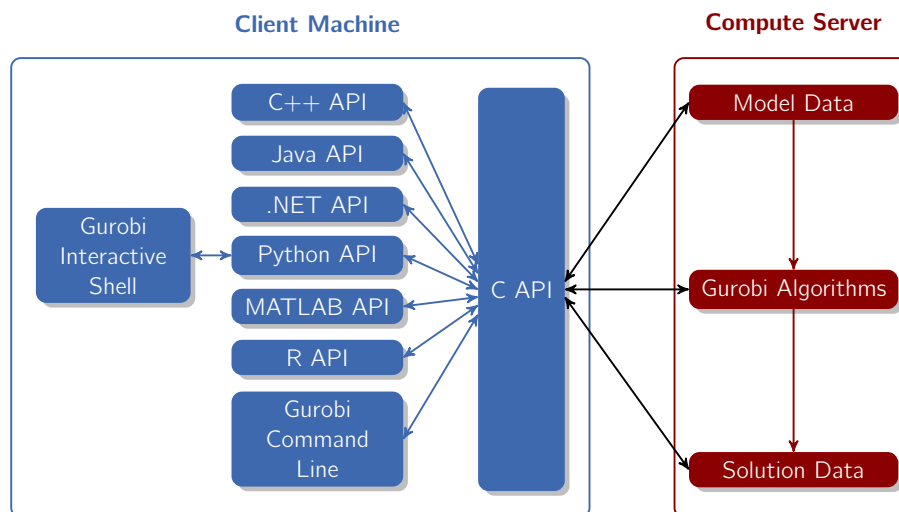 Client Machine
Compute Server
C++ API
Java API
.NET API
Python API
MATLAB API
R API
Gurobi
Command
Line
Gurobi
Interactive
Shell
C API
Model Data
Gurobi Algorithms
Solution Data